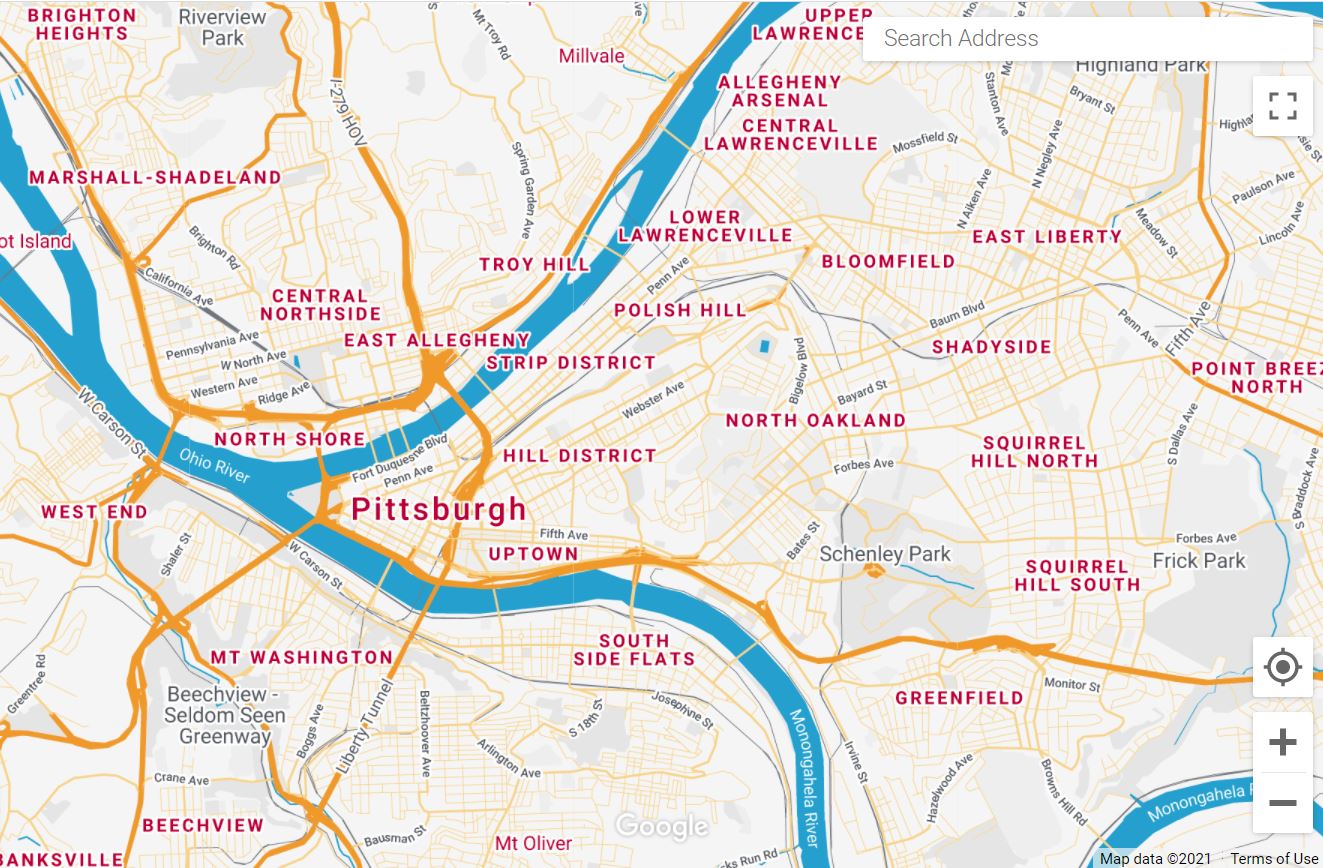 BRIGHTON
HEIGHTS
Riverview
Park
Mt Troy Rd
Millvale
UPPER
Search Address
Highland Park
I-279 HOV
ALLEGHENY
ARSENAL
CENTRAL
LAWRENCEVILLE
Stanton Ave
Bryant St
Mossfield St
N Negley Ave
MARSHALL-SHADELAND
Spring Garden Ave
N Aiken Ave
Paulson Ave
Lincoln Ave
Meadow St
LOWER
LAWRENCEVILLE
EAST LIBERTY
ot Island
Brighton Rd
TROY HILL
Penn Ave
BLOOMFIELD
California Ave
CENTRAL
NORTHSIDE
POLISH HILL
Baum Blvd
Penn Ave
Fifth Ave
EAST ALLEGHENY
Pennsylvania Ave
W North Ave
STRIP DISTRICT
SHADYSIDE
Bigelow Blvd
POINT BREEZ
NORTH
Western Ave
Ridge Ave
Webster Ave
Bayard St
W Carson St
NORTH OAKLAND
S Dallas Ave
NORTH SHORE
Ohio River
Fort Duquesne Blvd
Penn Ave
HILL DISTRICT
Forbes Ave
SQUIRREL
HILL NORTH
S Braddock Ave
WEST END
Pittsburgh
Fifth Ave
Shaler St
W Carson St
UPTOWN
Bates St
Schenley Park
Forbes Ave
Frick Park
SQUIRREL
HILL SOUTH
SOUTH
SIDE FLATS
MT WASHINGTON
Greentree Rd
Beechview -
Seldom Seen
Greenway
Liberty Tunnel
Beltzhoover Ave
Boggs Ave
S 18th St
Josephine St
GREENFIELD
Monitor St
Monongahela River
Irvine St
Arlington Ave
Crane Ave
Hazelwood Ave
Browns Hill Rd
Monongahela R
BEECHVIEW
Bausman St
Mt Oliver
Google
BANKSVILLE
ks Run Rd
Map data ©2021
Terms of Use